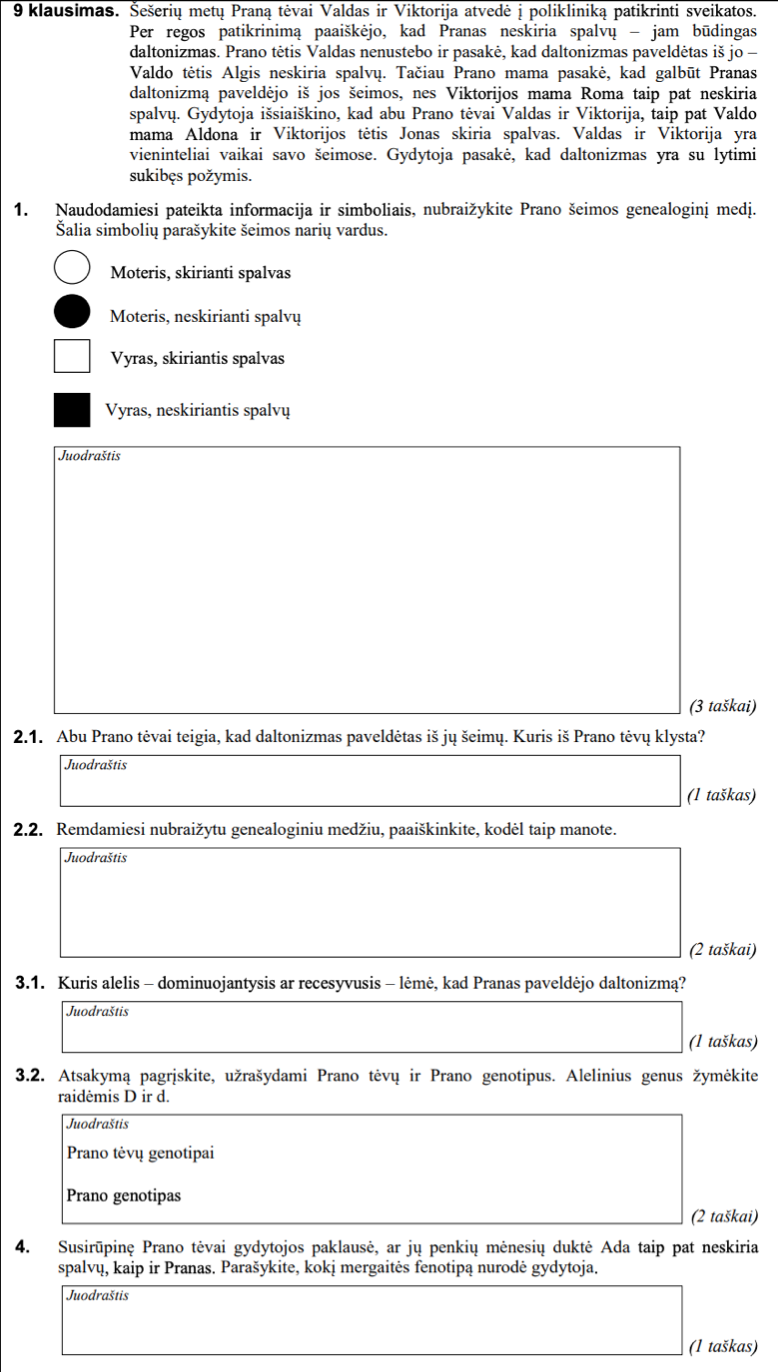 9 klausimas. Šešerių metų Praną tėvai Valdas ir Viktorija atvedė į polikliniką patikrinti sveikatos.
Per regos patikrinimą paaiškėjo, kad Pranas neskiria spalvų – jam būdingas
daltonizmas. Prano tėtis Valdas nenustebo ir pasakė, kad daltonizmas paveldėtas iš jo –
Valdo tėtis Algis neskiria spalvų. Tačiau Prano mama pasakė, kad galbūt Pranas
daltonizmą paveldėjo iš jos šeimos, nes Viktorijos mama Roma taip pat neskiria
spalvų. Gydytoja išsiaiškino, kad abu Prano tėvai Valdas ir Viktorija, taip pat Valdo
mama Aldona ir Viktorijos tėtis Jonas skiria spalvas. Valdas ir Viktorija yra
vieninteliai vaikai savo šeimose. Gydytoja pasakė, kad daltonizmas yra su lytimi
sukibęs požymis.
1. Naudodamiesi pateikta informacija ir simboliais, nubraižykite Prano šeimos genealoginį medį.
Šalia simbolių parašykite šeimos narių vardus.
Moteris, skirianti spalvas
Moteris, neskirianti spalvų
Vyras, skiriantis spalvas
Vyras, neskiriantis spalvų
Juodraštis
(3 taškai)
2.1. Abu Prano tėvai teigia, kad daltonizmas paveldėtas iš jų šeimų. Kuris iš Prano tėvų klysta?
Juodraštis
(1 taškas)
2.2. Remdamiesi nubraižytu genealoginiu medžiu, paaiškinkite, kodėl taip manote.
Juodraštis
(2 taškai)
3.1. Kuris alelis – dominuojantysis ar recesyvusis – lėmė, kad Pranas paveldėjo daltonizmą?
Juodraštis
(1 taškas)
3.2. Atsakymą pagrįskite, užrašydami Prano tėvų ir Prano genotipus. Alelinius genus žymėkite
raidėmis D ir d.
Juodraštis
Prano tėvų genotipai
Prano genotipas
(2 taškai)
4. Susirūpinę Prano tėvai gydytojos paklausė, ar jų penkių mėnesių duktė Ada taip pat neskiria
spalvų, kaip ir Pranas. Parašykite, kokį mergaitės fenotipą nurodė gydytoja.
Juodraštis
(1 taškas)